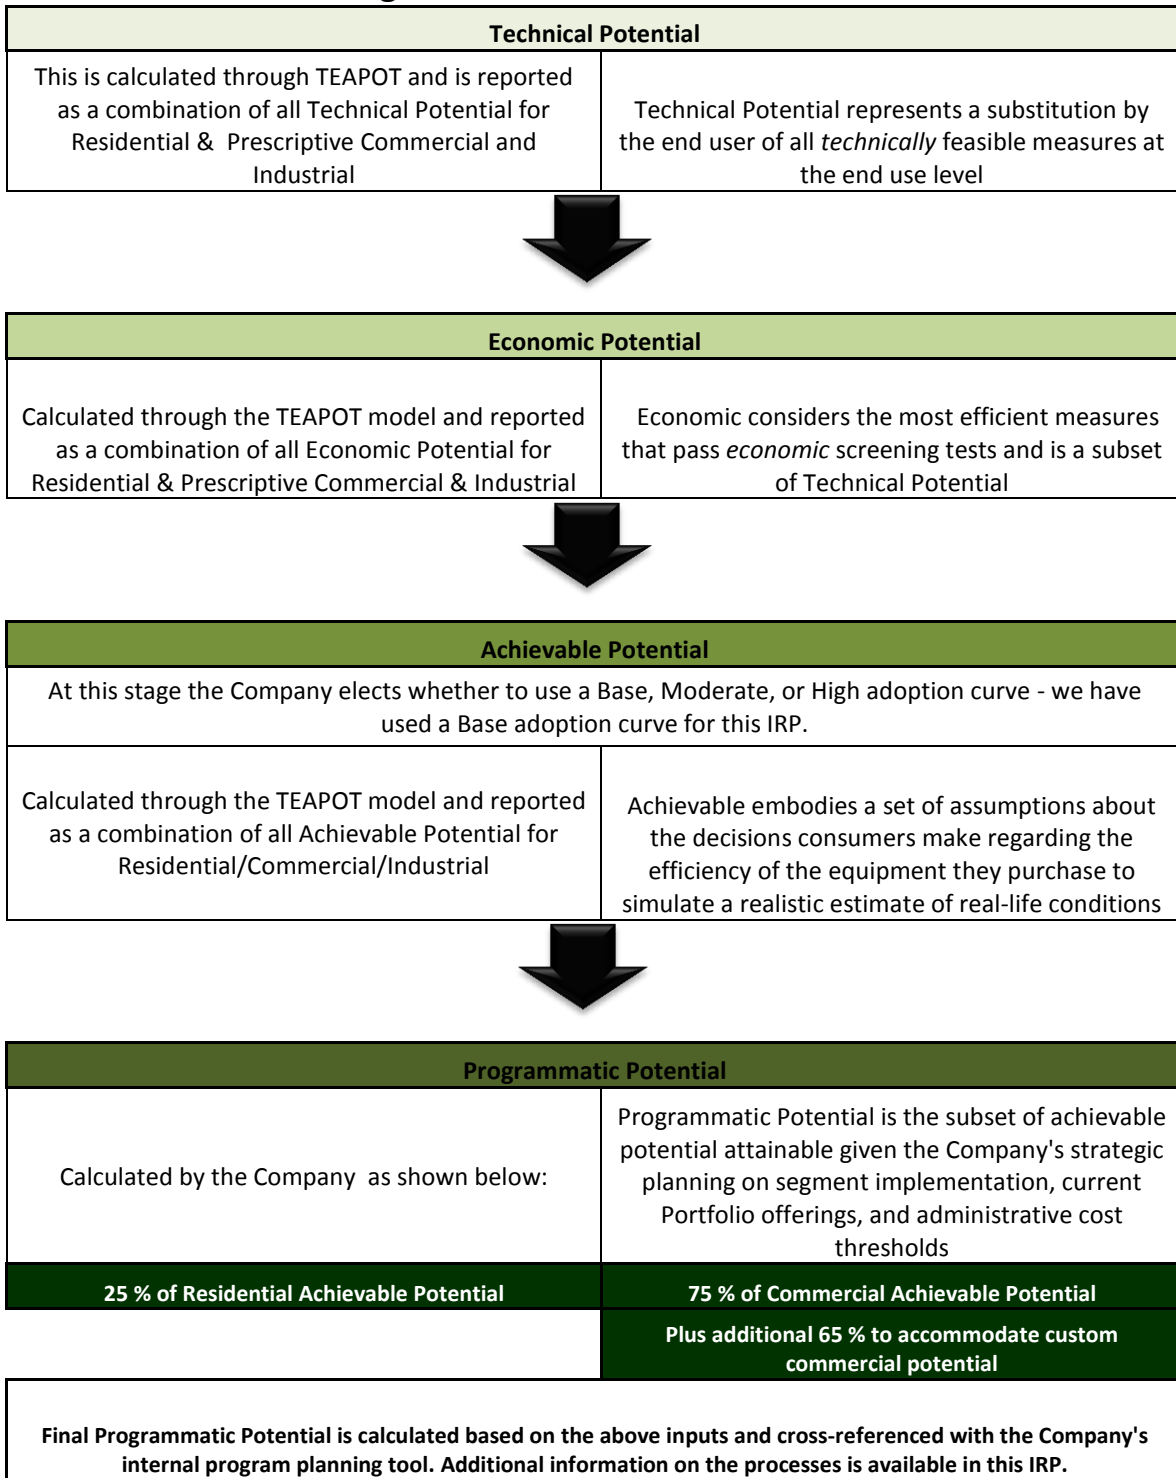 Technical Potential
This is calculated through TEAPOT and is reported
as a combination of all Technical Potential for
Residential & Prescriptive Commercial and
Industrial
Technical Potential represents a substitution by
the end user of all technically feasible measures at
the end use level
Economic Potential
Calculated through the TEAPOT model and reported
as a combination of all Economic Potential for
Residential & Prescriptive Commercial & Industrial
Economic considers the most efficient measures
that pass economic screening tests and is a subset
of Technical Potential
Achievable Potential
At this stage the Company elects whether to use a Base, Moderate, or High adoption curve - we have
used a Base adoption curve for this IRP.
Calculated through the TEAPOT model and reported
as a combination of all Achievable Potential for
Residential/Commercial/Industrial
Achievable embodies a set of assumptions about
the decisions consumers make regarding the
efficiency of the equipment they purchase to
simulate a realistic estimate of real-life conditions
Programmatic Potential
Calculated by the Company as shown below:
Programmatic Potential is the subset of achievable
potential attainable given the Company's strategic
planning on segment implementation, current
Portfolio offerings, and administrative cost
thresholds
25 % of Residential Achievable Potential
75 % of Commercial Achievable Potential
Plus additional 65 % to accommodate custom
commercial potential
Final Programmatic Potential is calculated based on the above inputs and cross-referenced with the Company's
internal program planning tool. Additional information on the processes is available in this IRP.